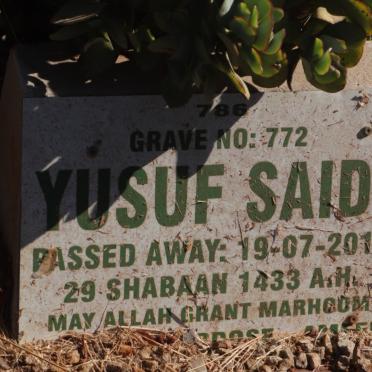 786
GRAVE NO: 772
YUSUF SAID
PASSED AWAY: 19-07-201
29 SHABAAN 1433 A.H.
MAY ALLAH GRANT MARHOOM